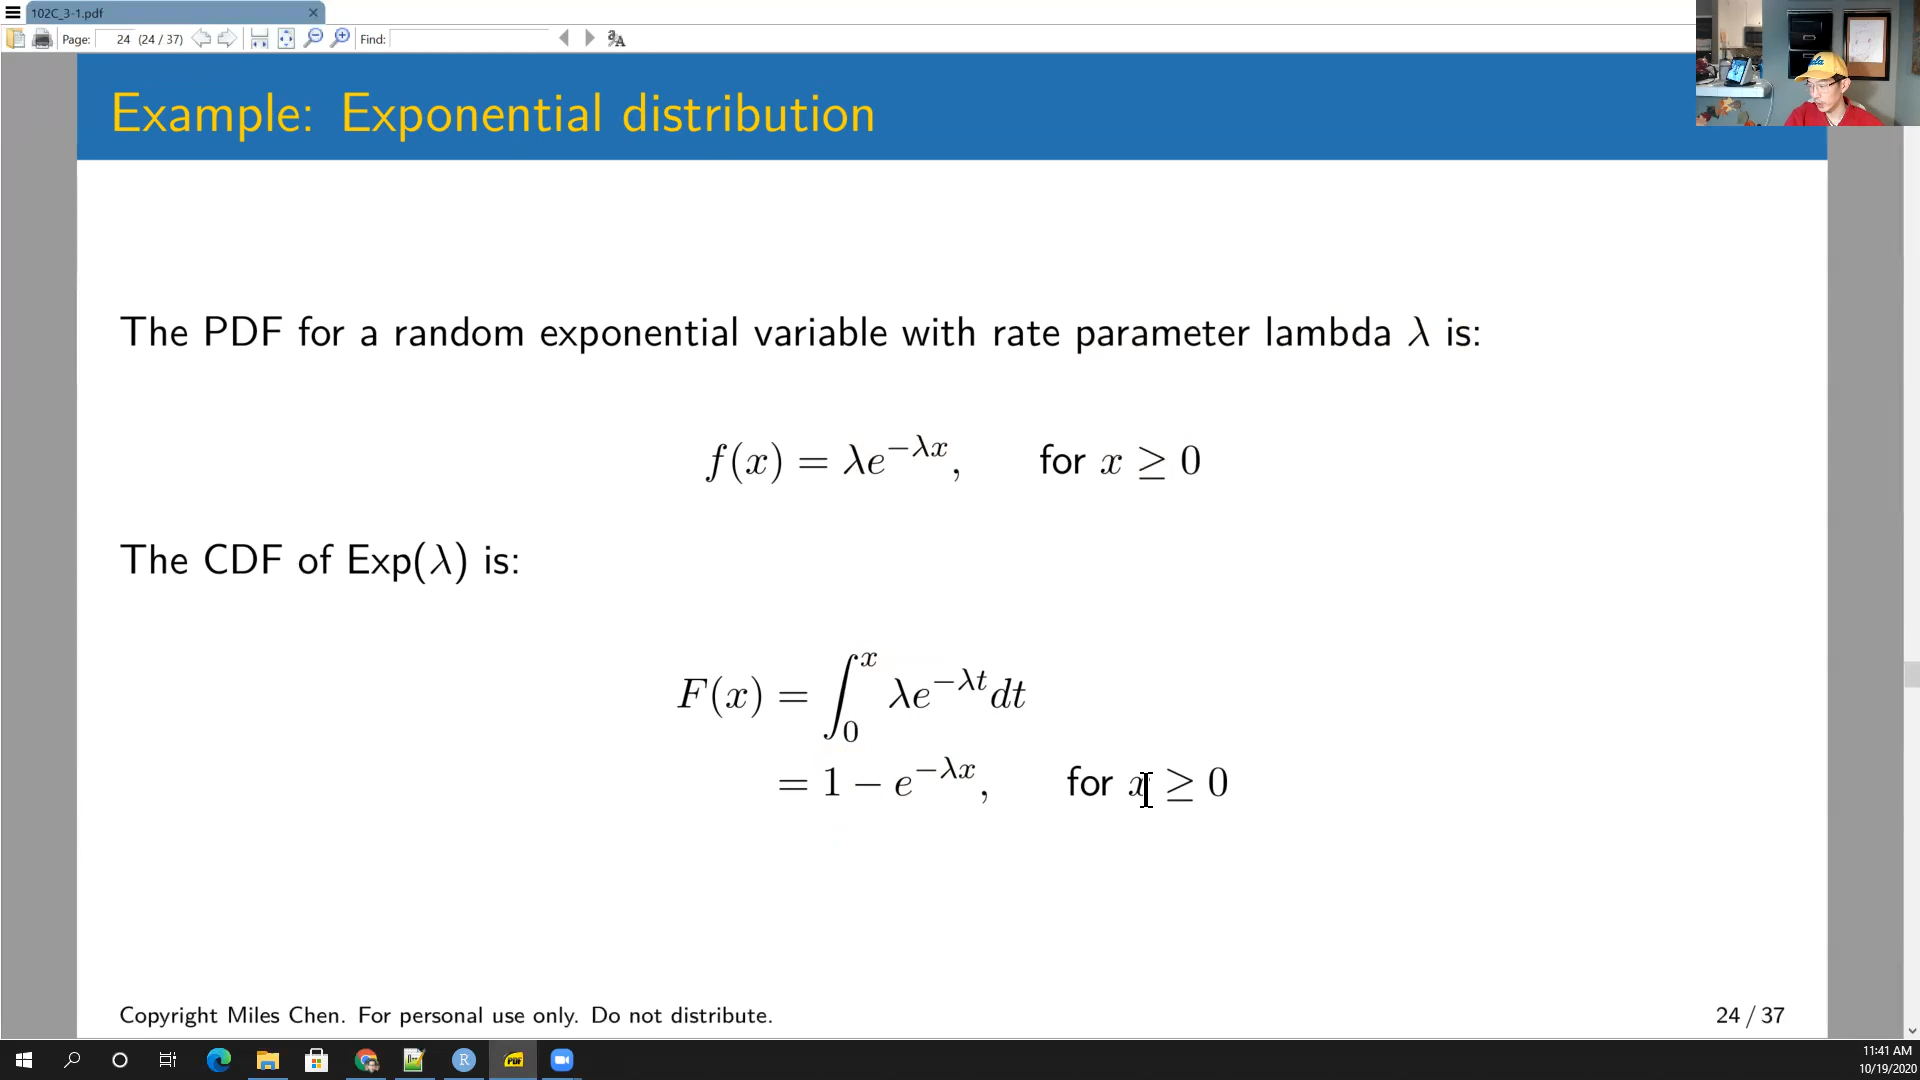 102C_3-1.pdf
Page: 24 (24 / 37) Find:
Example: Exponential distribution
The PDF for a random exponential variable with rate parameter lambda λ is:
f(x) = λe^{−λx}, for x ≥ 0
The CDF of Exp(λ) is:
F(x) = ∫_0^x λe^{−λt}dt
= 1 − e^{−λx}, for x ≥ 0
Copyright Miles Chen. For personal use only. Do not distribute.
24 / 37
11:41 AM
10/19/2020